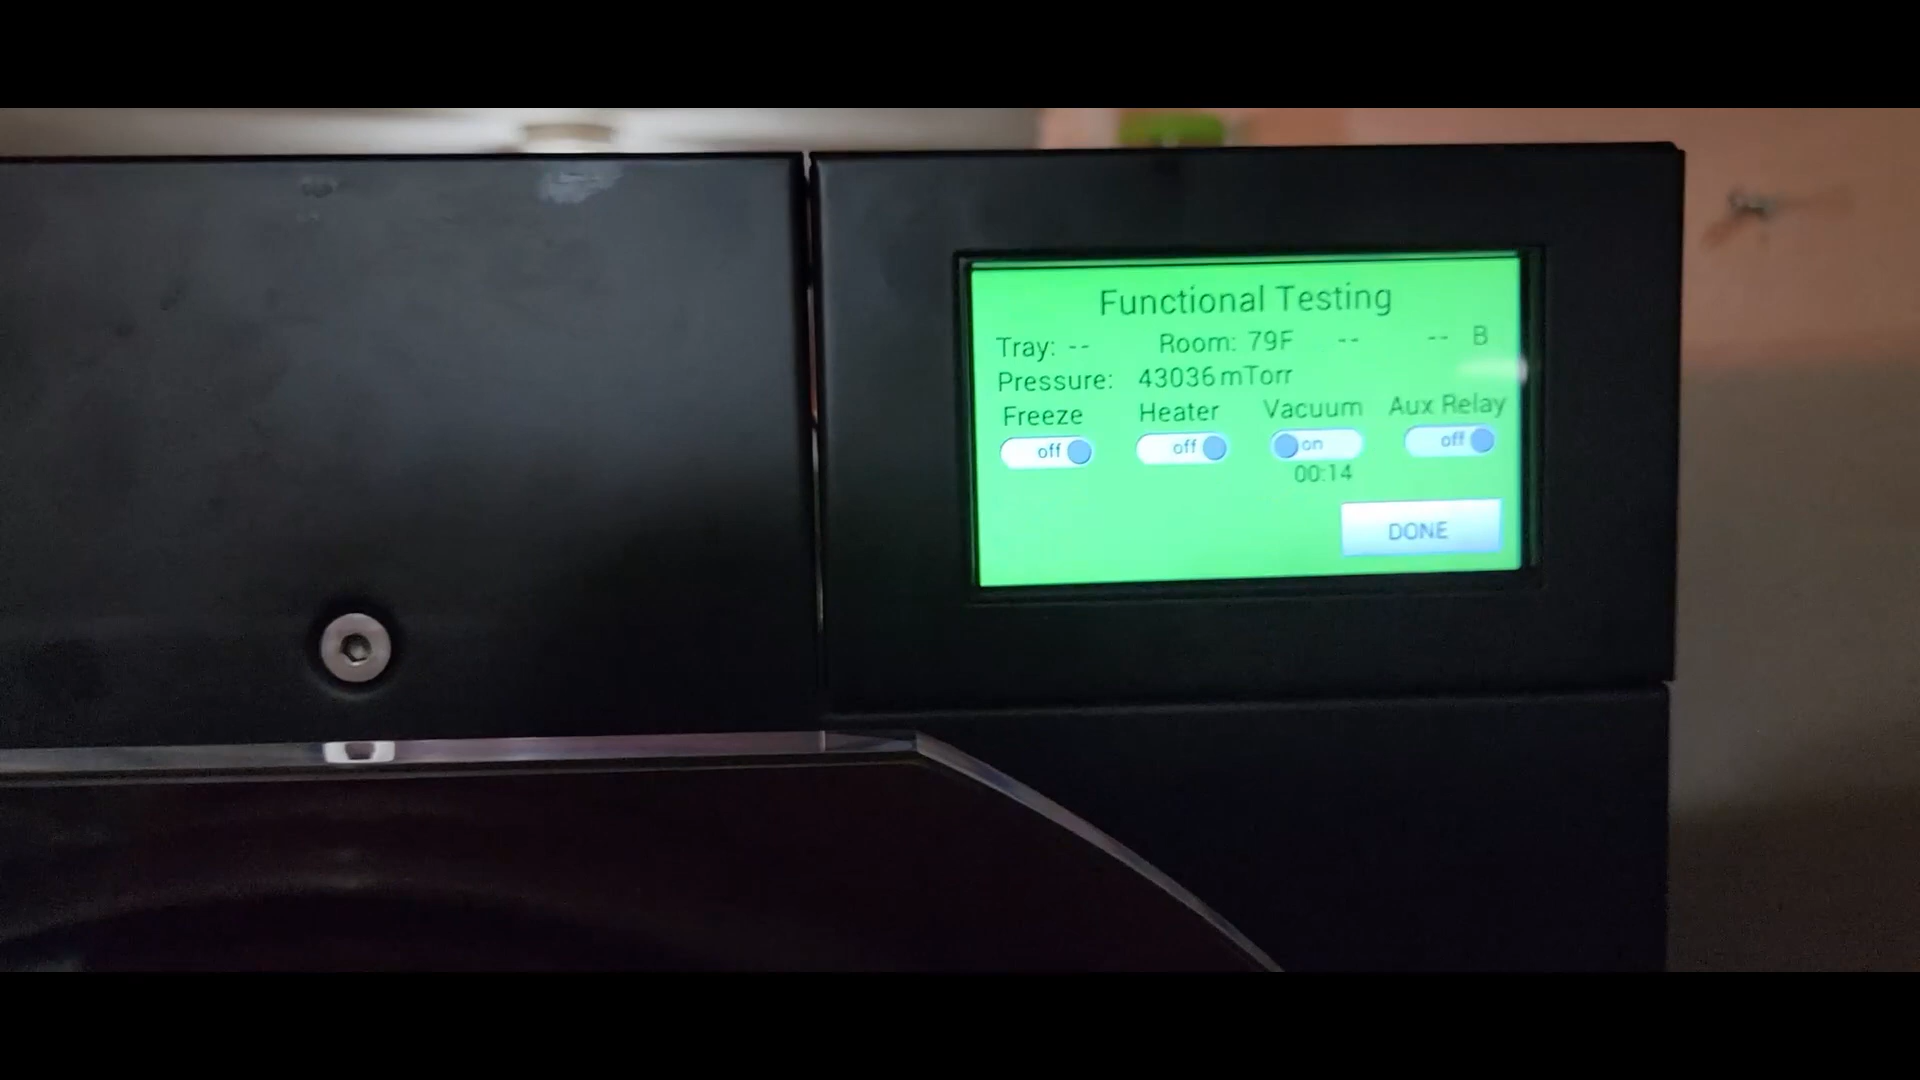 Functional Testing
Tray: -- Room: 79F -- -- B
Pressure: 43036 mTorr
Freeze Heater Vacuum Aux Relay
off off on off
00:14
DONE